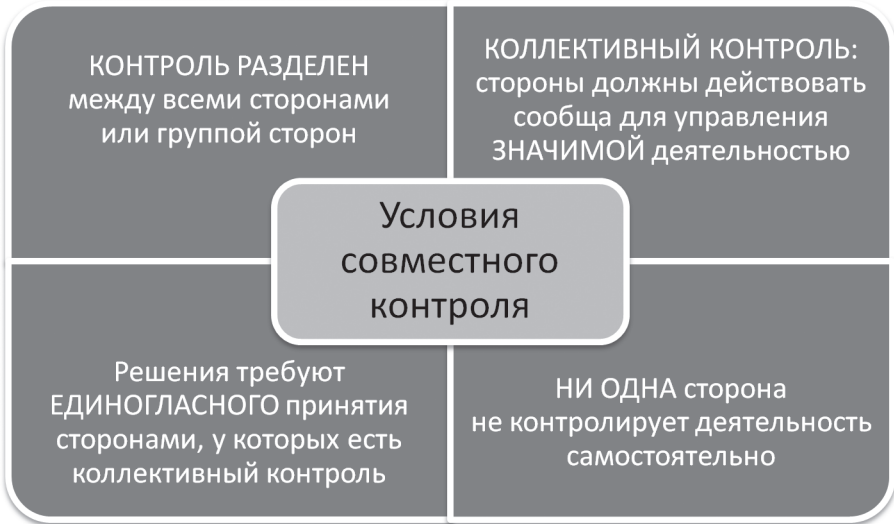 КОНТРОЛЬ РАЗДЕЛЕН
между всеми сторонами
или группой сторон
КОЛЛЕКТИВНЫЙ КОНТРОЛЬ:
стороны должны действовать
сообща для управления
ЗНАЧИМОЙ деятельностью
Условия
совместного
контроля
Решения требуют
ЕДИНОГЛАСНОГО принятия
сторонами, у которых есть
коллективный контроль
НИ ОДНА сторона
не контролирует деятельность
самостоятельно